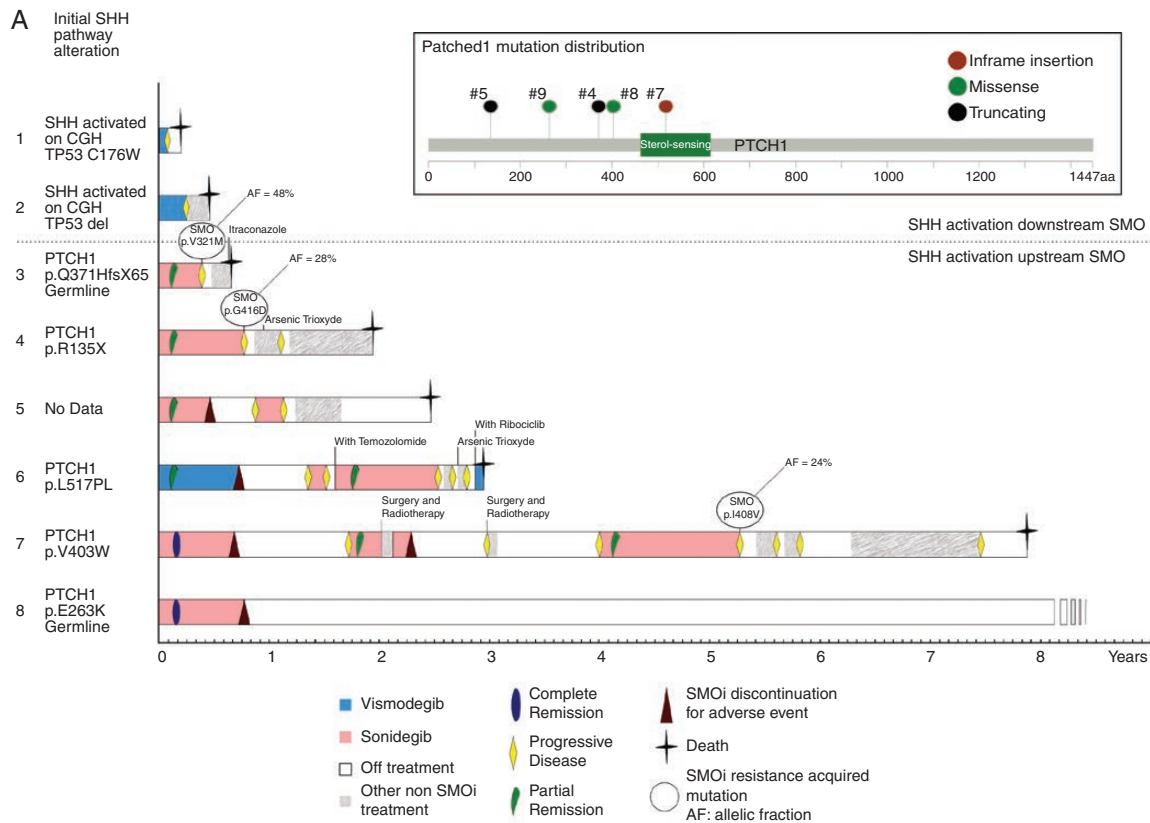 A
Initial SHH
pathway
alteration
Patched1 mutation distribution
Inframe insertion
Missense
Truncating
#5
#9
#4
#8
#7
Sterol-sensing
PTCH1
0
200
400
600
800
1000
1200
1447aa
1
SHH activated
on CGH
TP53 C176W
2
SHH activated
on CGH
TP53 del
AF = 48%
SMO
p.V321M
Itraconazole
SHH activation downstream SMO
SHH activation upstream SMO
3
PTCH1
p.Q371HfsX65
Germline
AF = 28%
SMO
p.G416D
Arsenic Trioxyde
4
PTCH1
p.R135X
5
No Data
With Ribociclib
With Temozolomide
Arsenic Trioxyde
6
PTCH1
p.L517PL
AF = 24%
SMO
p.I408V
Surgery and
Radiotherapy
Surgery and
Radiotherapy
7
PTCH1
p.V403W
8
PTCH1
p.E263K
Germline
0
1
2
3
4
5
6
7
8
Years
Vismodegib
Sonidegib
Off treatment
Other non SMOi
treatment
Complete
Remission
Progressive
Disease
Partial
Remission
SMOi discontinuation
for adverse event
Death
SMOi resistance acquired
mutation
AF: allelic fraction